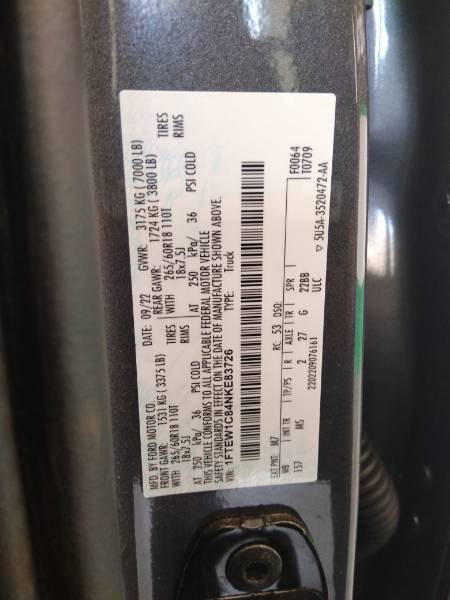 MFD. BY FORD MOTOR CO. 09/22 GVWR: 3175 KG ( 7000 LB)
FRONT GAWR: 1531 KG ( 3375 LB) REAR GAWR: 1724 KG ( 3800 LB)
WITH 265/60R18 110T TIRES WITH 265/60R18 110T TIRES
18x7.5J RIMS 18x7.5J RIMS
AT 250 kPa/ 36 PSI COLD AT 250 kPa/ 36 PSI COLD
THIS VEHICLE CONFORMS TO ALL APPLICABLE FEDERAL MOTOR VEHICLE
SAFETY STANDARDS IN EFFECT ON THE DATE OF MANUFACTURE SHOWN ABOVE.
VIN: 1FTEW1C84NKE83726 TYPE: Truck
F0064
T0709
EXT PNT: M7 RC: 53 DSO:
WB INT TR TP/PS R AXLE TR SPR
157 MS 2 27 G 22BB
ULC
2202209076161
▽ 5U5A-3520472-AA